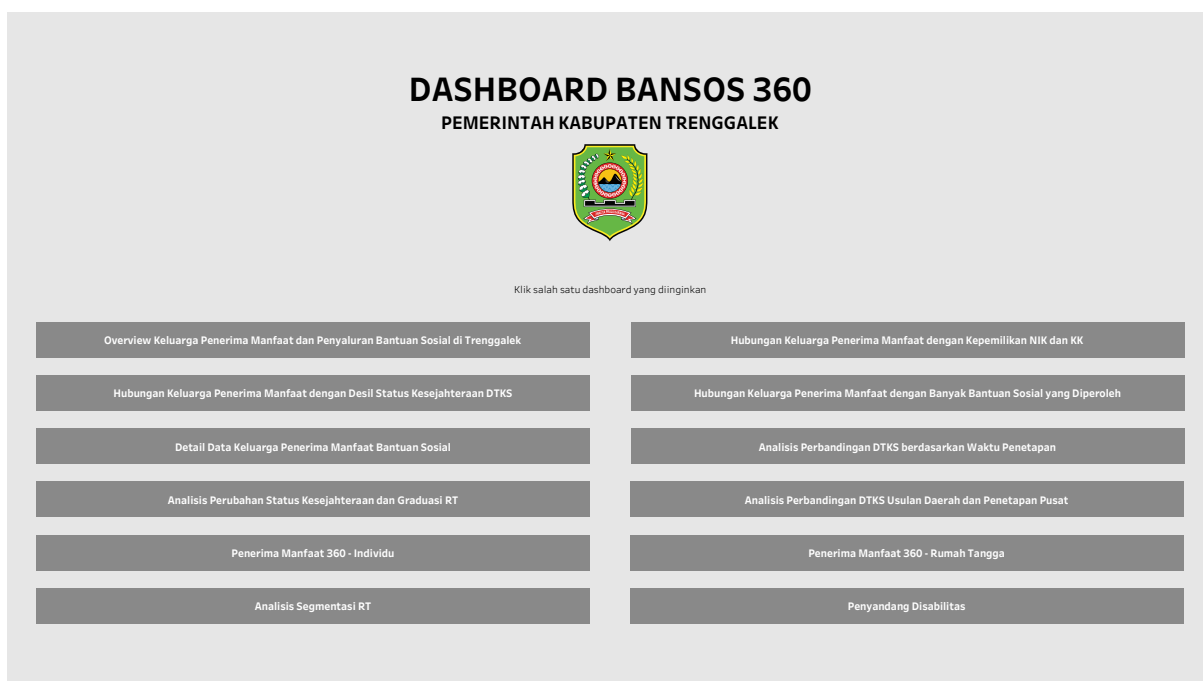 DASHBOARD BANSOS 360
PEMERINTAH KABUPATEN TRENGGALEK
Klik salah satu dashboard yang diinginkan
Overview Keluarga Penerima Manfaat dan Penyaluran Bantuan Sosial di Trenggalek
Hubungan Keluarga Penerima Manfaat dengan Kepemilikan NIK dan KK
Hubungan Keluarga Penerima Manfaat dengan Desil Status Kesejahteraan DTKS
Hubungan Keluarga Penerima Manfaat dengan Banyak Bantuan Sosial yang Diperoleh
Detail Data Keluarga Penerima Manfaat Bantuan Sosial
Analisis Perbandingan DTKS berdasarkan Waktu Penetapan
Analisis Perubahan Status Kesejahteraan dan Graduasi RT
Analisis Perbandingan DTKS Usulan Daerah dan Penetapan Pusat
Penerima Manfaat 360 - Individu
Penerima Manfaat 360 - Rumah Tangga
Analisis Segmentasi RT
Penyandang Disabilitas